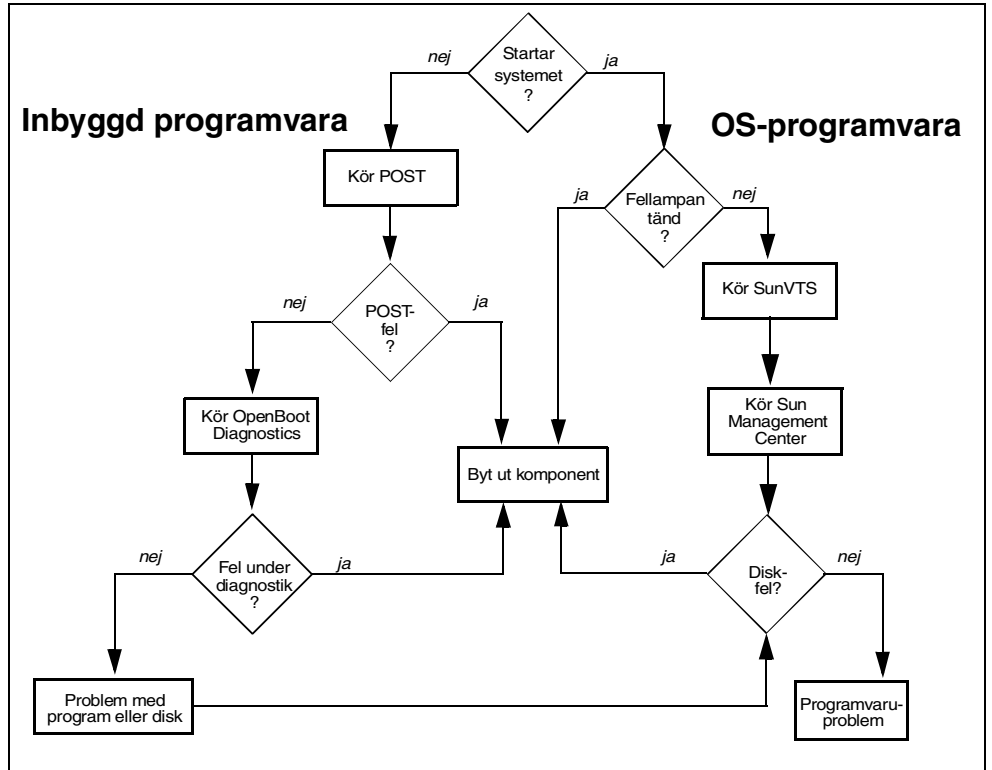 Startar
systemet
?
nej
ja
Inbyggd programvara
OS-programvara
Kör POST
Fellampan
tänd
?
ja
nej
Kör SunVTS
POST-
fel
?
nej
ja
Kör OpenBoot
Diagnostics
Kör Sun
Management
Center
Byt ut komponent
Fel under
diagnostik
?
nej
ja
Disk-
fel?
ja
nej
Problem med
program eller disk
Programvaru-
problem